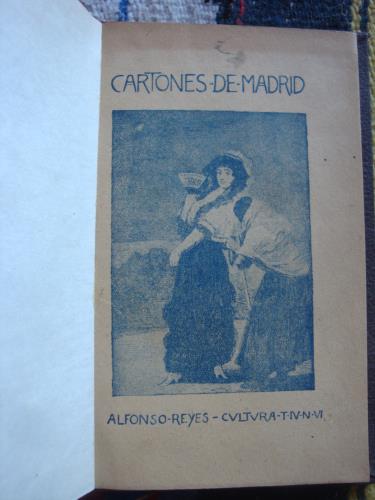 CARTONES·DE·MADRID
ALFONSO·REYES – CVLTVRA·T·IV·N·VI